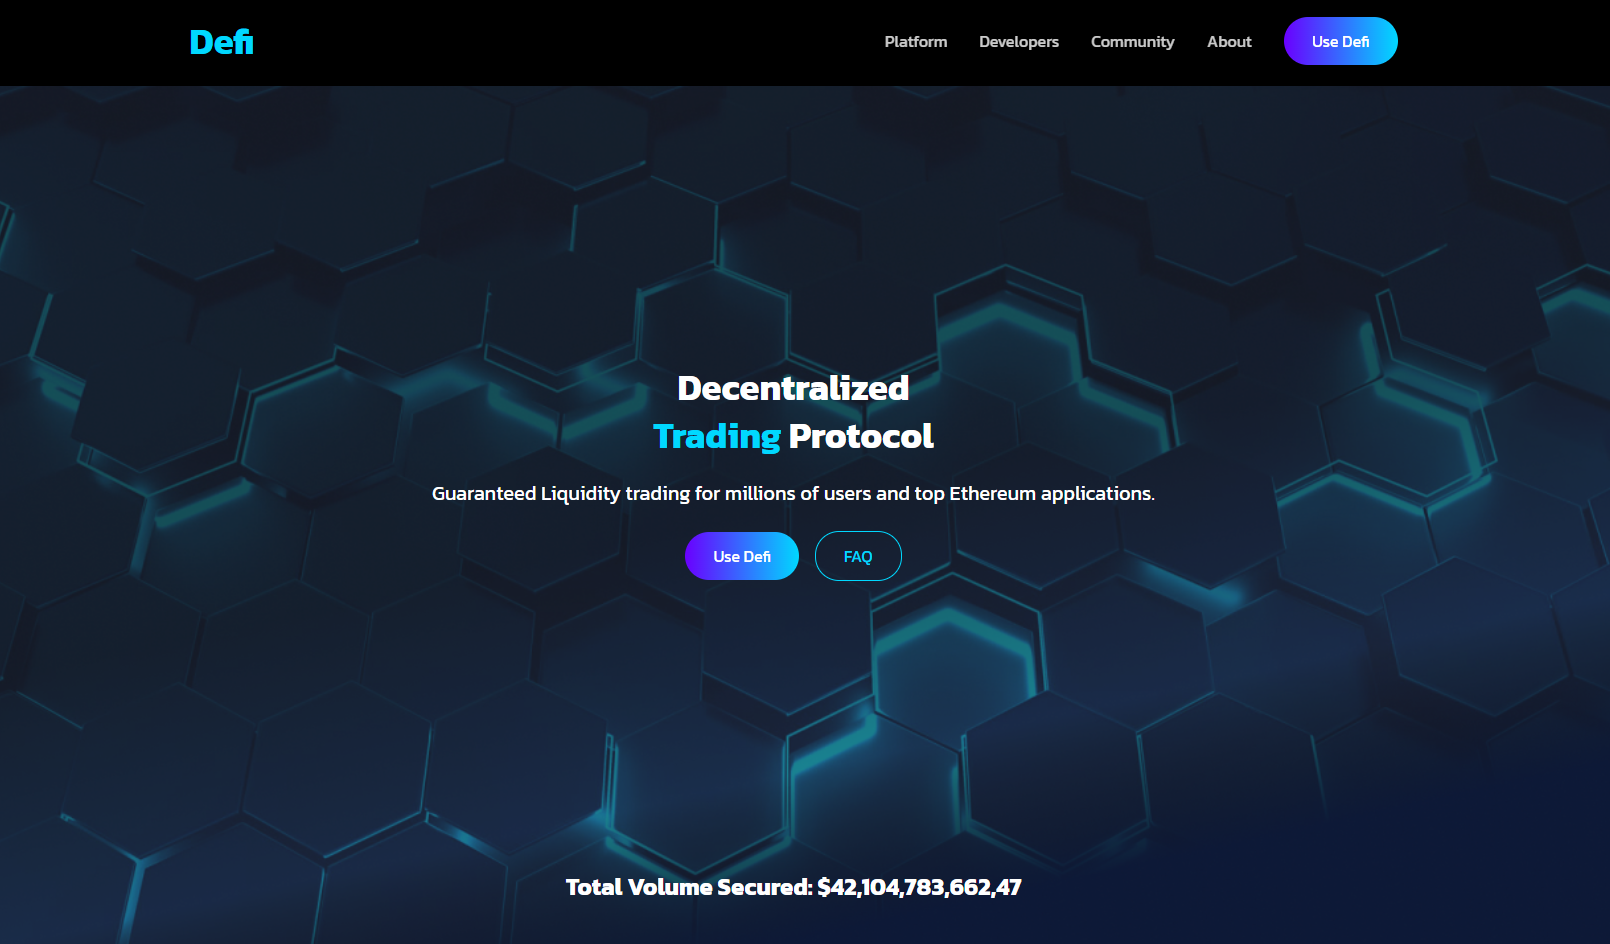 Defi
Platform Developers Community About Use Defi
Decentralized
Trading Protocol
Guaranteed Liquidity trading for millions of users and top Ethereum applications.
Use Defi FAQ
Total Volume Secured: $42,104,783,662,47